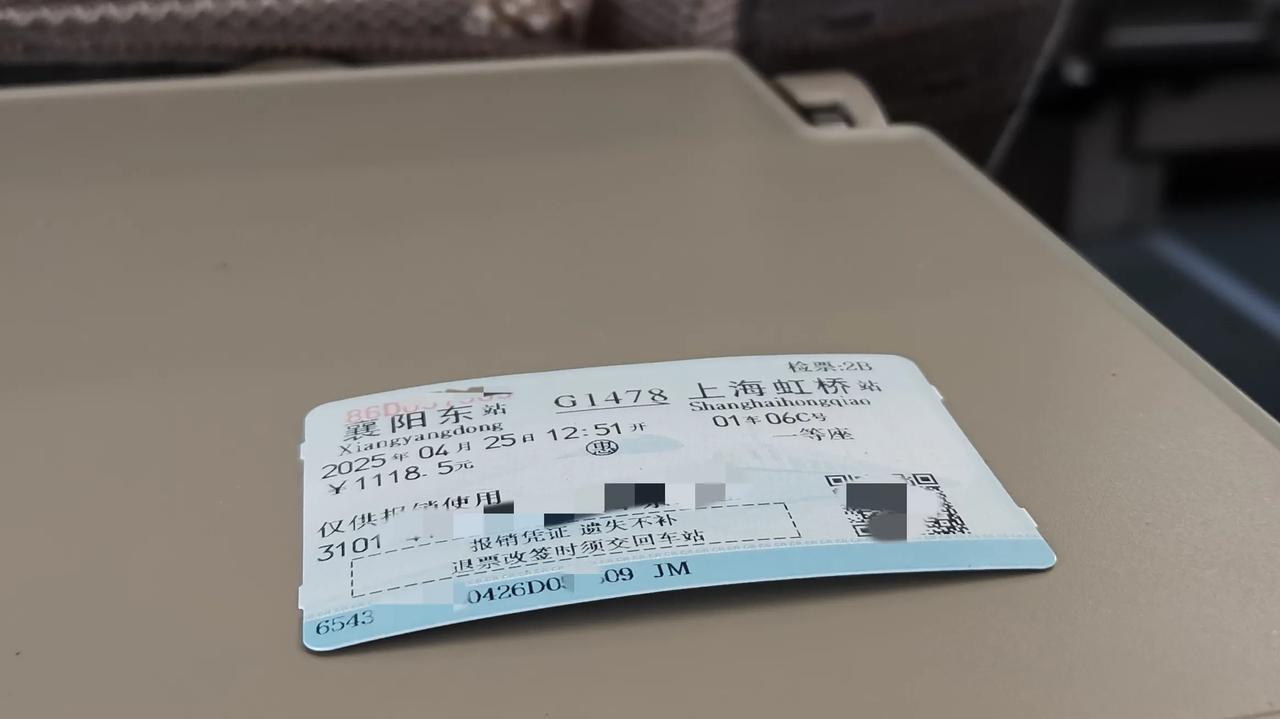 检票:2B
襄阳东站 G1478 上海虹桥站
Xiangyangdong Shanghaihongqiao
2025年04月25日12:51开 01车06C号
¥1118.5元 惠 一等座
仅供报销使用
3101
报销凭证 遗失不补
退票改签时须交回车站
6543 0426D0 09 JM